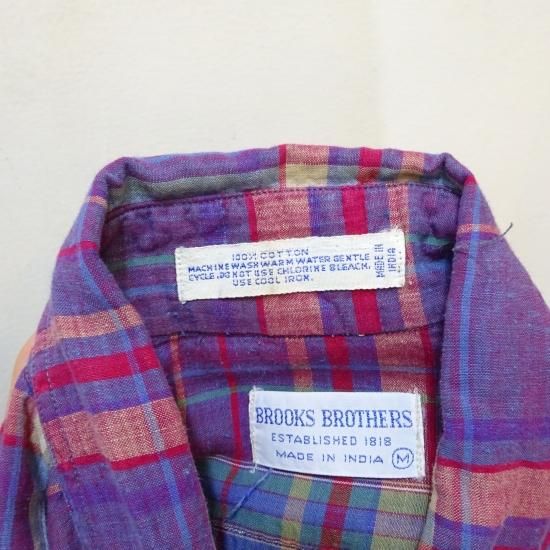 100% COTTON
MACHINE WASH WARM WATER GENTLE
CYCLE. DO NOT USE CHLORINE BLEACH.
USE COOL IRON.
MADE IN
INDIA
BROOKS BROTHERS
ESTABLISHED 1818
MADE IN INDIA M